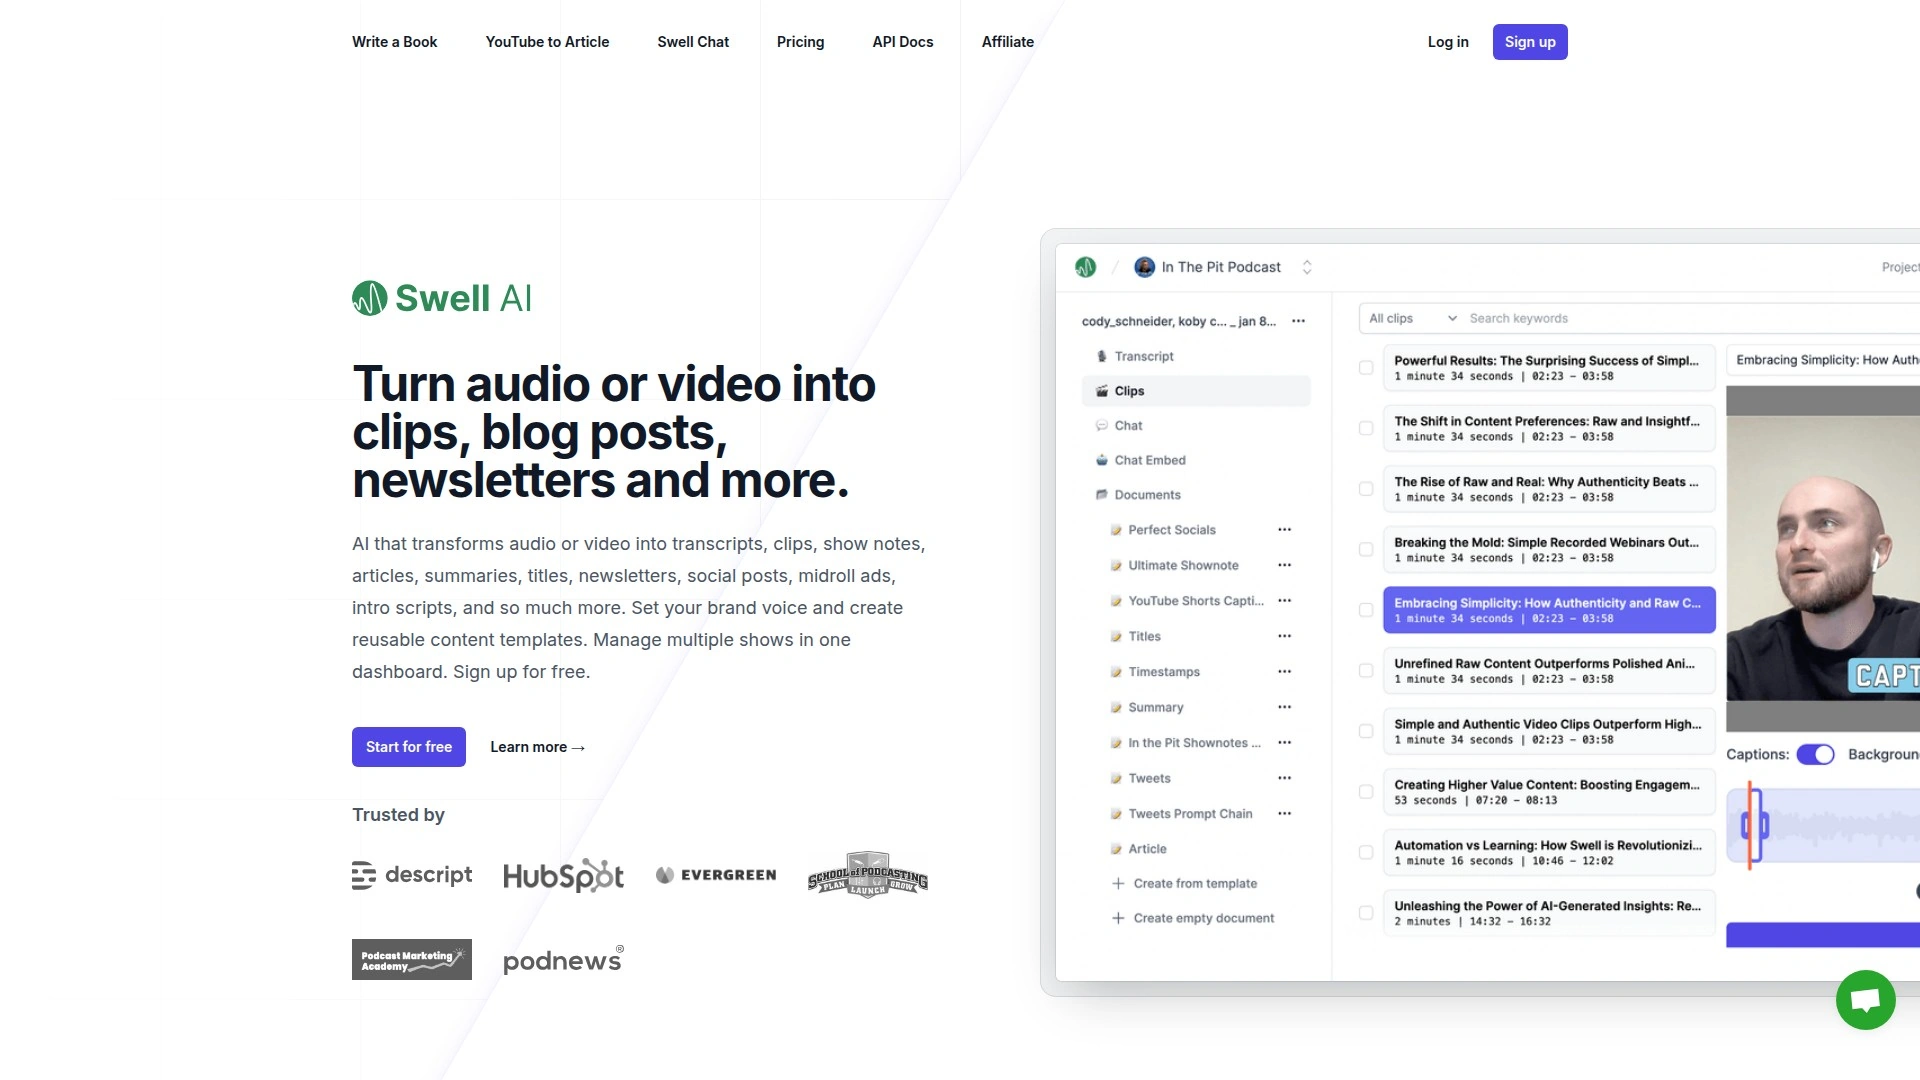 Write a Book
YouTube to Article
Swell Chat
Pricing
API Docs
Affiliate
Log in
Sign up
Swell AI
Turn audio or video into
clips, blog posts,
newsletters and more.
AI that transforms audio or video into transcripts, clips, show notes,
articles, summaries, titles, newsletters, social posts, midroll ads,
intro scripts, and so much more. Set your brand voice and create
reusable content templates. Manage multiple shows in one
dashboard. Sign up for free.
Start for free
Learn more →
Trusted by
descript
HubSpot
EVERGREEN
SCHOOL of PODCASTING
PLAN LAUNCH GROW
Podcast Marketing
Academy
podnews®
In The Pit Podcast
Project
cody_schneider, koby c... _ jan 8...
Transcript
Clips
Chat
Chat Embed
Documents
Perfect Socials
Ultimate Shownote
YouTube Shorts Capti...
Titles
Timestamps
Summary
In the Pit Shownotes ...
Tweets
Tweets Prompt Chain
Article
Create from template
Create empty document
All clips
Search keywords
Powerful Results: The Surprising Success of Simpl...
1 minute 34 seconds | 02:23 – 03:58
The Shift in Content Preferences: Raw and Insightf...
1 minute 34 seconds | 02:23 – 03:58
The Rise of Raw and Real: Why Authenticity Beats ...
1 minute 34 seconds | 02:23 – 03:58
Breaking the Mold: Simple Recorded Webinars Out...
1 minute 34 seconds | 02:23 – 03:58
Embracing Simplicity: How Authenticity and Raw C...
1 minute 34 seconds | 02:23 – 03:58
Unrefined Raw Content Outperforms Polished Ani...
1 minute 34 seconds | 02:23 – 03:58
Simple and Authentic Video Clips Outperform High...
1 minute 34 seconds | 02:23 – 03:58
Creating Higher Value Content: Boosting Engagem...
53 seconds | 07:20 – 08:13
Automation vs Learning: How Swell is Revolutionizi...
1 minute 16 seconds | 10:46 – 12:02
Unleashing the Power of AI-Generated Insights: Re...
2 minutes | 14:32 – 16:32
Embracing Simplicity: How Auth
CAPT
Captions:
Backgroun